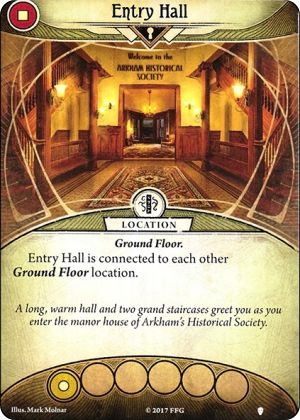 Entry Hall
Welcome to the
ARKHAM HISTORICAL
SOCIETY
LOCATION
Ground Floor.
Entry Hall is connected to each other
Ground Floor location.
A long, warm hall and two grand staircases greet you as you
enter the manor house of Arkham's Historical Society.
Illus. Mark Molnar
© 2017 FFG